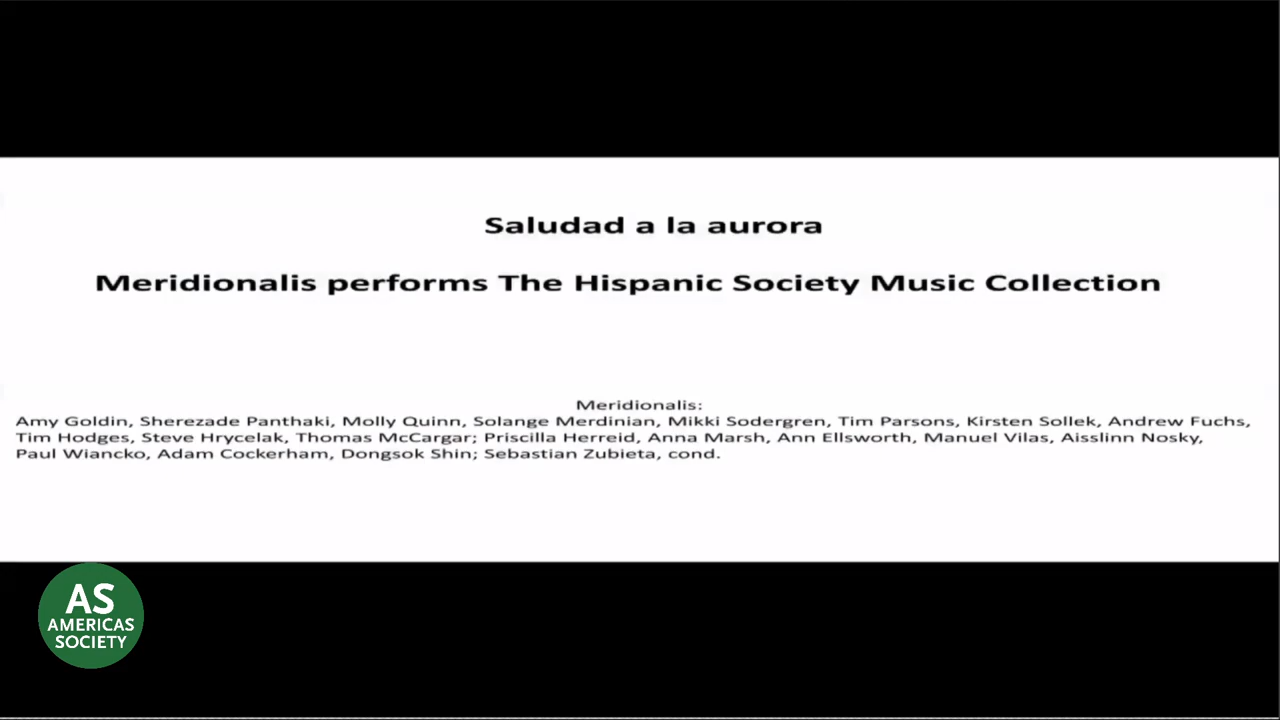 Saludad a la aurora
Meridionalis performs The Hispanic Society Music Collection
Meridionalis:
Amy Goldin, Sherezade Panthaki, Molly Quinn, Solange Merdinian, Mikki Sodergren, Tim Parsons, Kirsten Sollek, Andrew Fuchs,
Tim Hodges, Steve Hrycelak, Thomas McCargar; Priscilla Herreid, Anna Marsh, Ann Ellsworth, Manuel Vilas, Aisslinn Nosky,
Paul Wiancko, Adam Cockerham, Dongsok Shin; Sebastian Zubieta, cond.
AS
AMERICAS
SOCIETY